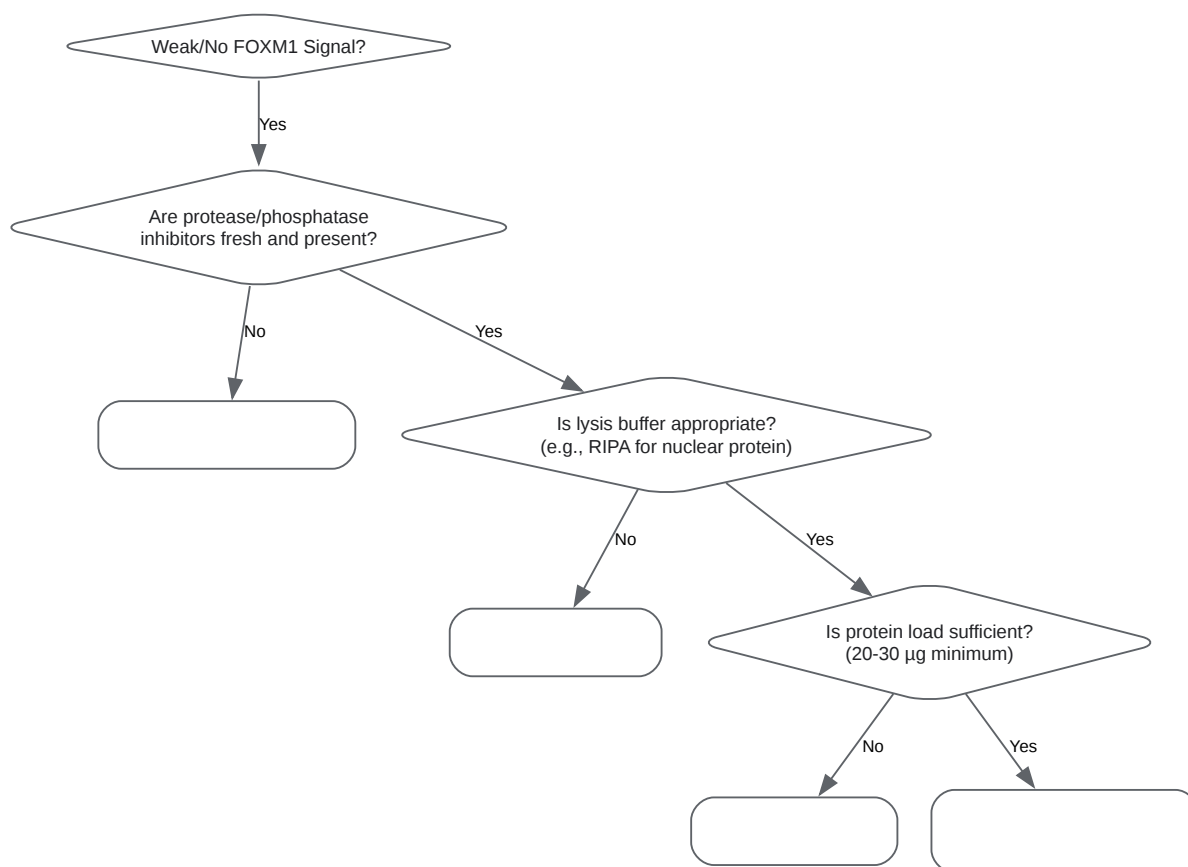 Weak/No FOXM1 Signal?
Yes
Are protease/phosphatase
inhibitors fresh and present?
No
Yes
Is lysis buffer appropriate?
(e.g., RIPA for nuclear protein)
No
Yes
Is protein load sufficient?
(20-30 µg minimum)
No
Yes